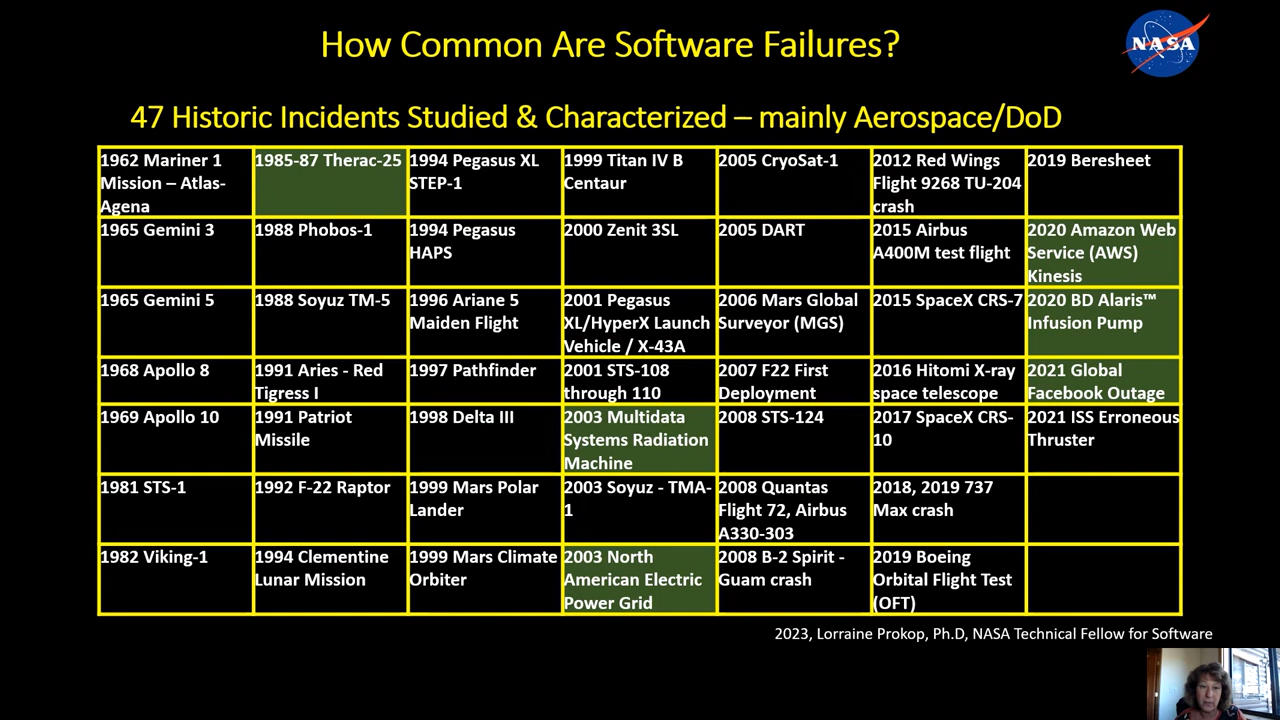 How Common Are Software Failures?
NASA
47 Historic Incidents Studied & Characterized – mainly Aerospace/DoD
1962 Mariner 1
Mission – Atlas-
Agena
1985-87 Therac-25
1994 Pegasus XL
STEP-1
1999 Titan IV B
Centaur
2005 CryoSat-1
2012 Red Wings
Flight 9268 TU-204
crash
2019 Beresheet
1965 Gemini 3
1988 Phobos-1
1994 Pegasus
HAPS
2000 Zenit 3SL
2005 DART
2015 Airbus
A400M test flight
2020 Amazon Web
Service (AWS)
Kinesis
1965 Gemini 5
1988 Soyuz TM-5
1996 Ariane 5
Maiden Flight
2001 Pegasus
XL/HyperX Launch
Vehicle / X-43A
2006 Mars Global
Surveyor (MGS)
2015 SpaceX CRS-7
2020 BD Alaris™
Infusion Pump
1968 Apollo 8
1991 Aries - Red
Tigress I
1997 Pathfinder
2001 STS-108
through 110
2007 F22 First
Deployment
2016 Hitomi X-ray
space telescope
2021 Global
Facebook Outage
1969 Apollo 10
1991 Patriot
Missile
1998 Delta III
2003 Multidata
Systems Radiation
Machine
2008 STS-124
2017 SpaceX CRS-
10
2021 ISS Erroneous
Thruster
1981 STS-1
1992 F-22 Raptor
1999 Mars Polar
Lander
2003 Soyuz - TMA-
1
2008 Quantas
Flight 72, Airbus
A330-303
2018, 2019 737
Max crash
1982 Viking-1
1994 Clementine
Lunar Mission
1999 Mars Climate
Orbiter
2003 North
American Electric
Power Grid
2008 B-2 Spirit -
Guam crash
2019 Boeing
Orbital Flight Test
(OFT)
2023, Lorraine Prokop, Ph.D, NASA Technical Fellow for Software